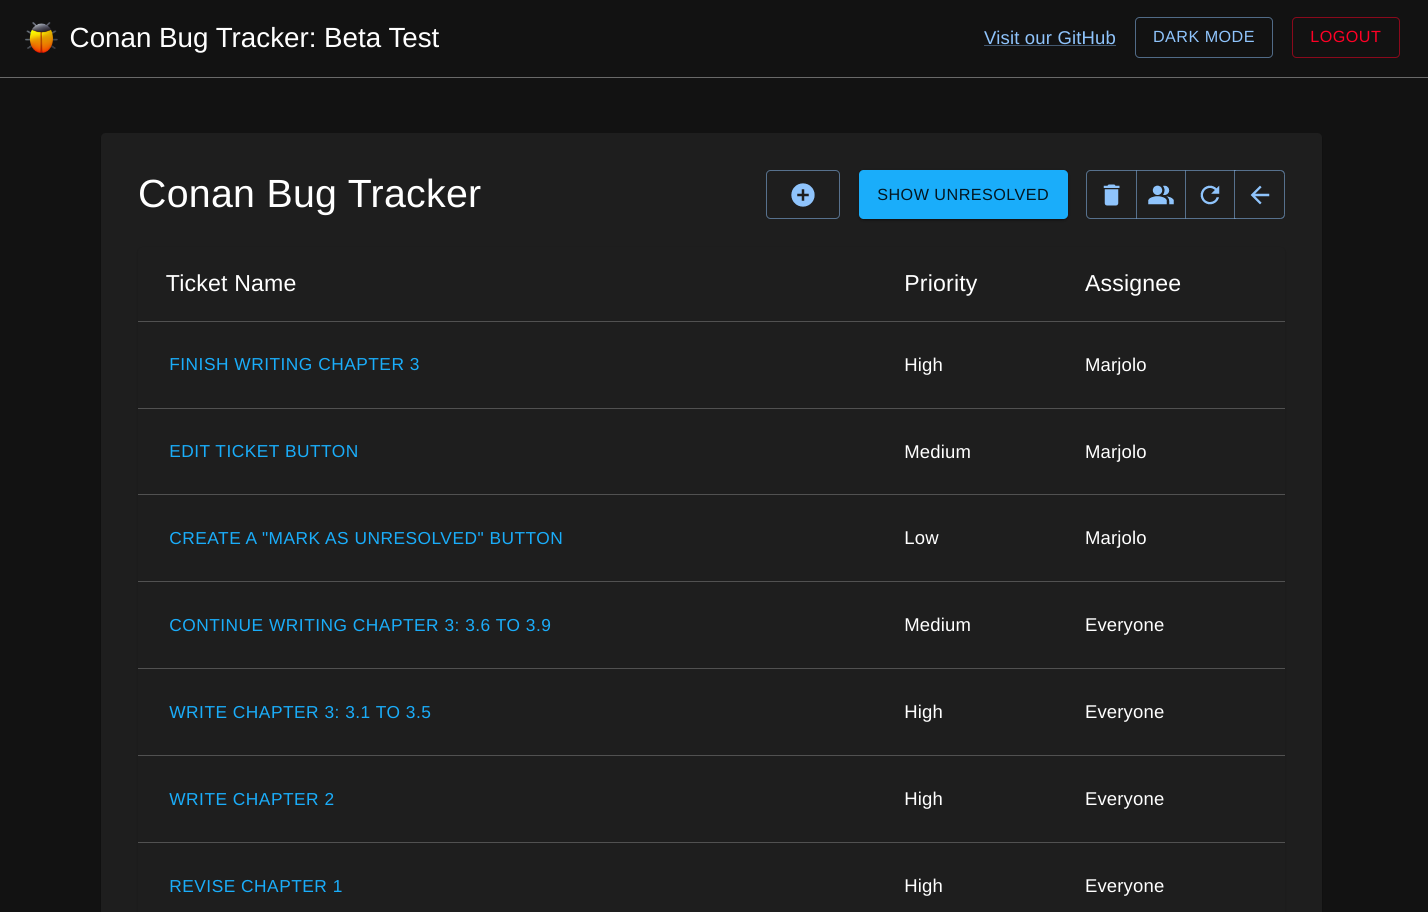 Conan Bug Tracker: Beta Test
Visit our GitHub
DARK MODE
LOGOUT
Conan Bug Tracker
SHOW UNRESOLVED
Ticket Name Priority Assignee
FINISH WRITING CHAPTER 3 High Marjolo
EDIT TICKET BUTTON Medium Marjolo
CREATE A "MARK AS UNRESOLVED" BUTTON Low Marjolo
CONTINUE WRITING CHAPTER 3: 3.6 TO 3.9 Medium Everyone
WRITE CHAPTER 3: 3.1 TO 3.5 High Everyone
WRITE CHAPTER 2 High Everyone
REVISE CHAPTER 1 High Everyone